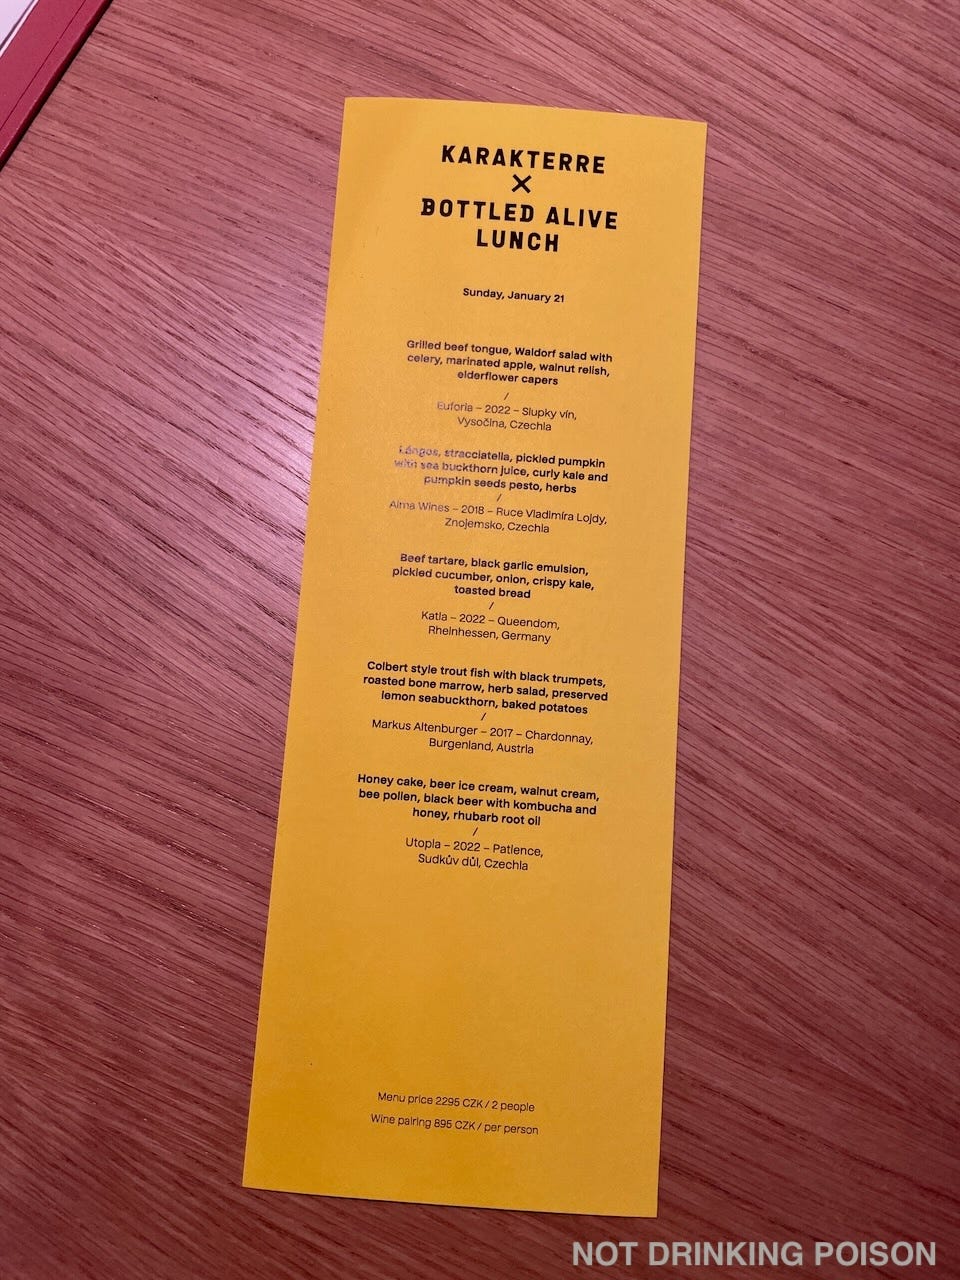 KARAKTERRE
×
BOTTLED ALIVE
LUNCH
Sunday, January 21
Grilled beef tongue, Waldorf salad with
celery, marinated apple, walnut relish,
elderflower capers
/
Euforia – 2022 – Slupky vín,
Vysočina, Czechia
Lángos, stracciatella, pickled pumpkin
with sea buckthorn juice, curly kale and
pumpkin seeds pesto, herbs
/
Alma Wines – 2018 – Ruce Vladimíra Lojdy,
Znojemsko, Czechia
Beef tartare, black garlic emulsion,
pickled cucumber, onion, crispy kale,
toasted bread
/
Katla – 2022 – Queendom,
Rheinhessen, Germany
Colbert style trout fish with black trumpets,
roasted bone marrow, herb salad, preserved
lemon seabuckthorn, baked potatoes
/
Markus Altenburger – 2017 – Chardonnay,
Burgenland, Austria
Honey cake, beer ice cream, walnut cream,
bee pollen, black beer with kombucha and
honey, rhubarb root oil
/
Utopia – 2022 – Patience,
Sudkův důl, Czechia
Menu price 2295 CZK / 2 people
Wine pairing 895 CZK / per person
NOT DRINKING POISON